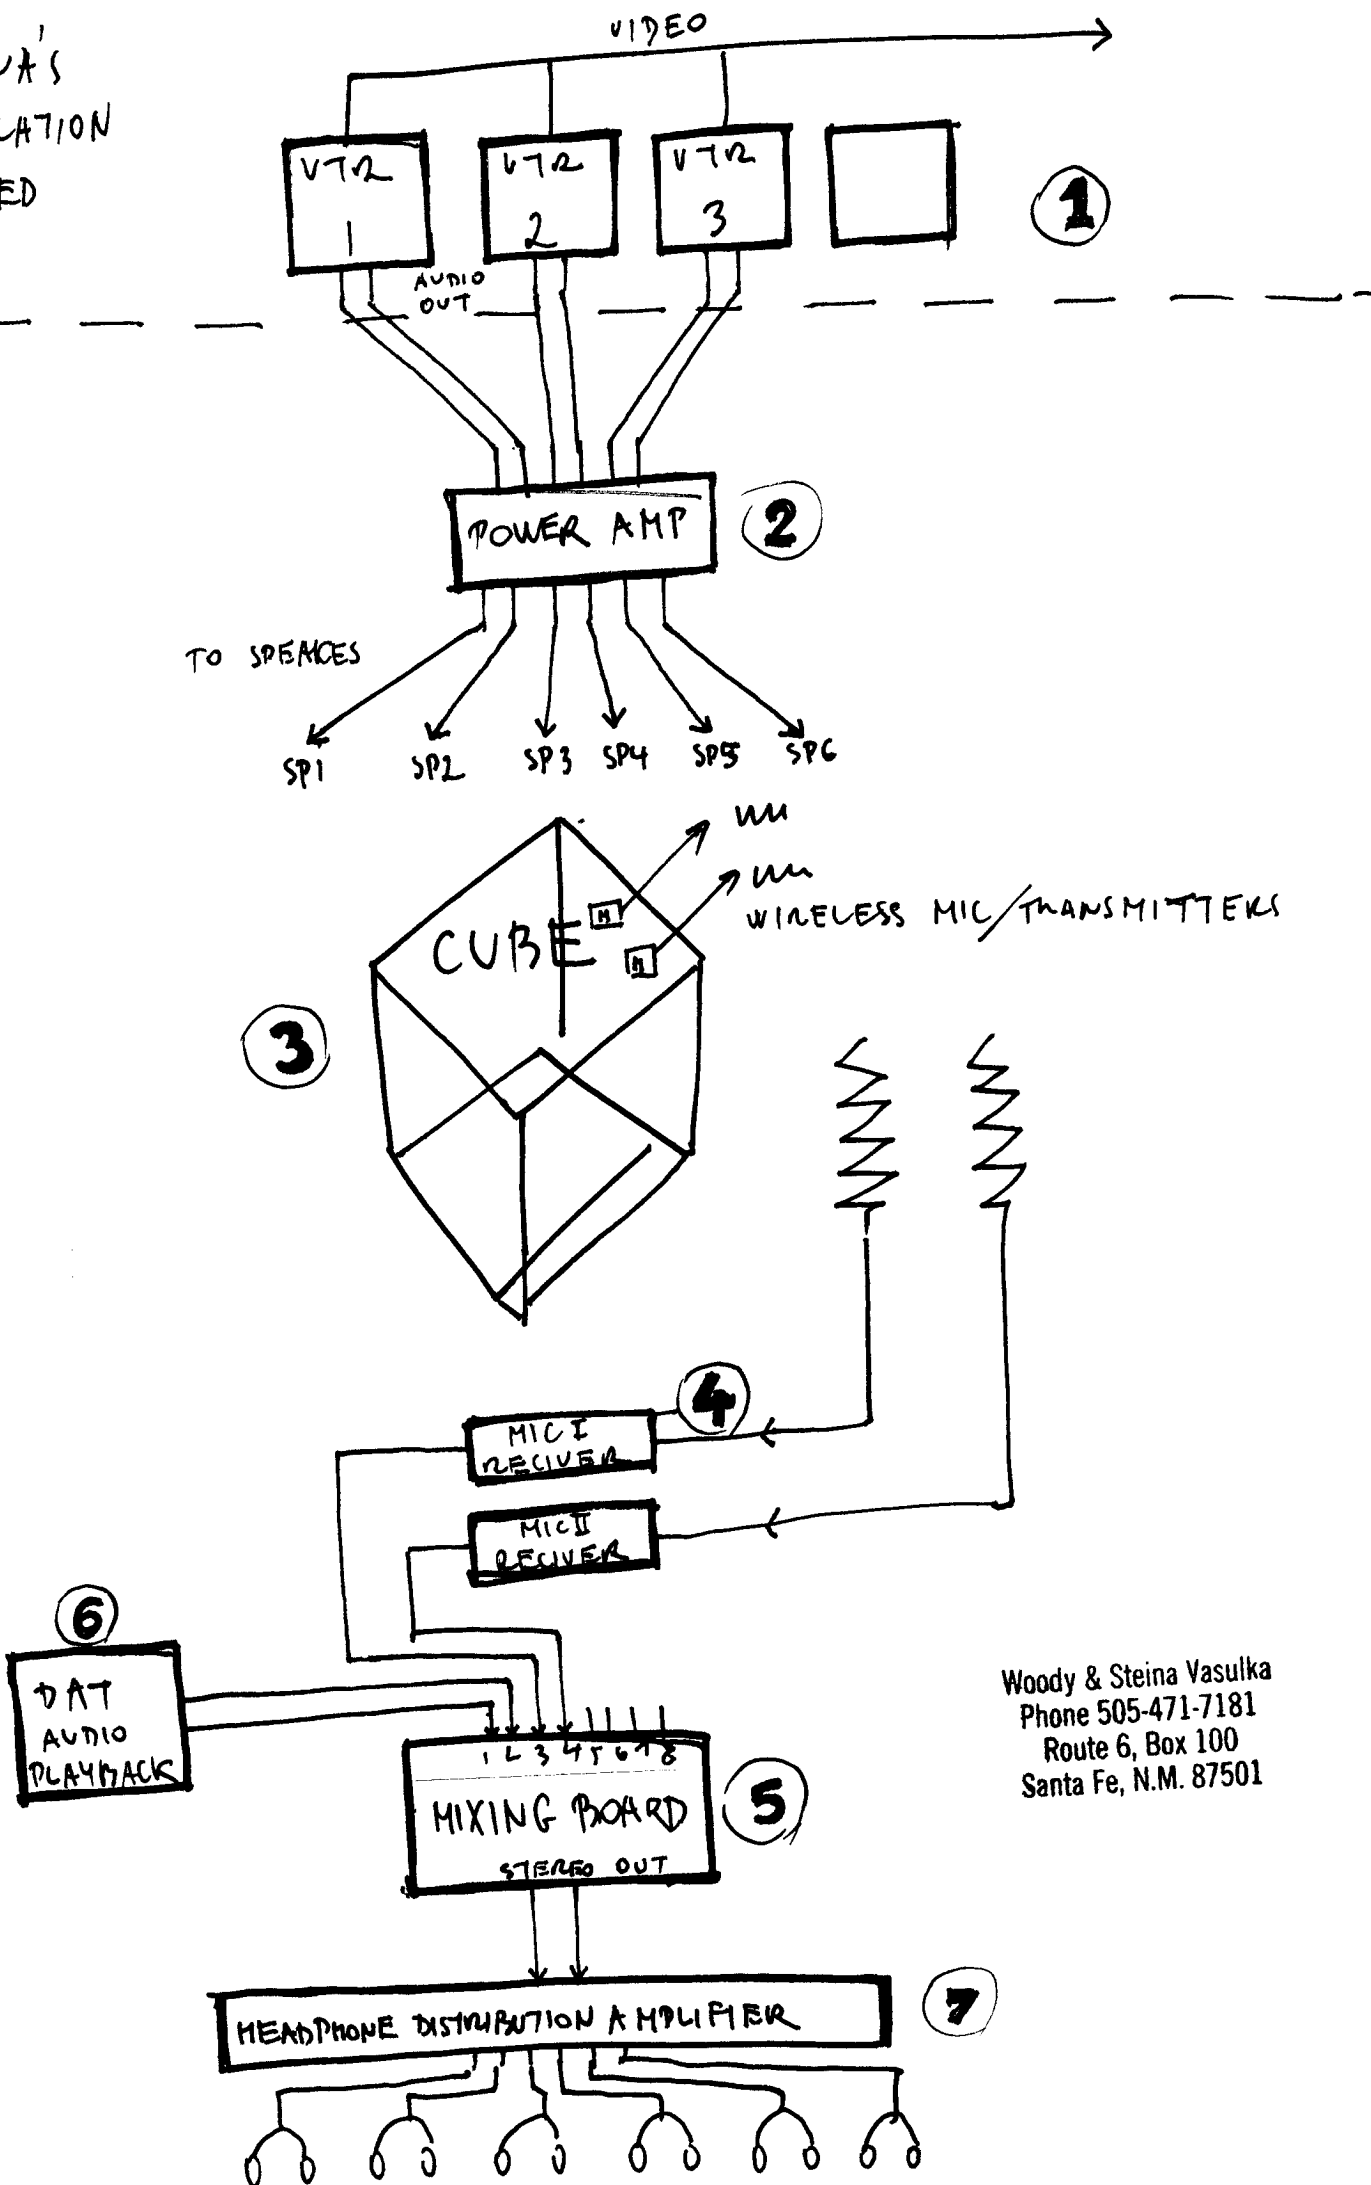 VIDEO
VTR
1
VTR
2
VTR
3
1
AUDIO
OUT
POWER AMP
2
TO SPEAKES
SP1
SP2
SP3
SP4
SP5
SP6
CUBE
M
M
WIRELESS MIC/TRANSMITTERS
3
4
MIC I
RECIVER
MIC II
RECIVER
6
DAT
AUDIO
PLAYBACK
1 2 3 4 5 6 7 8
MIXING BOARD
STEREO OUT
5
Woody & Steina Vasulka
Phone 505-471-7181
Route 6, Box 100
Santa Fe, N.M. 87501
HEADPHONE DISTRIBUTION AMPLIFIER
7